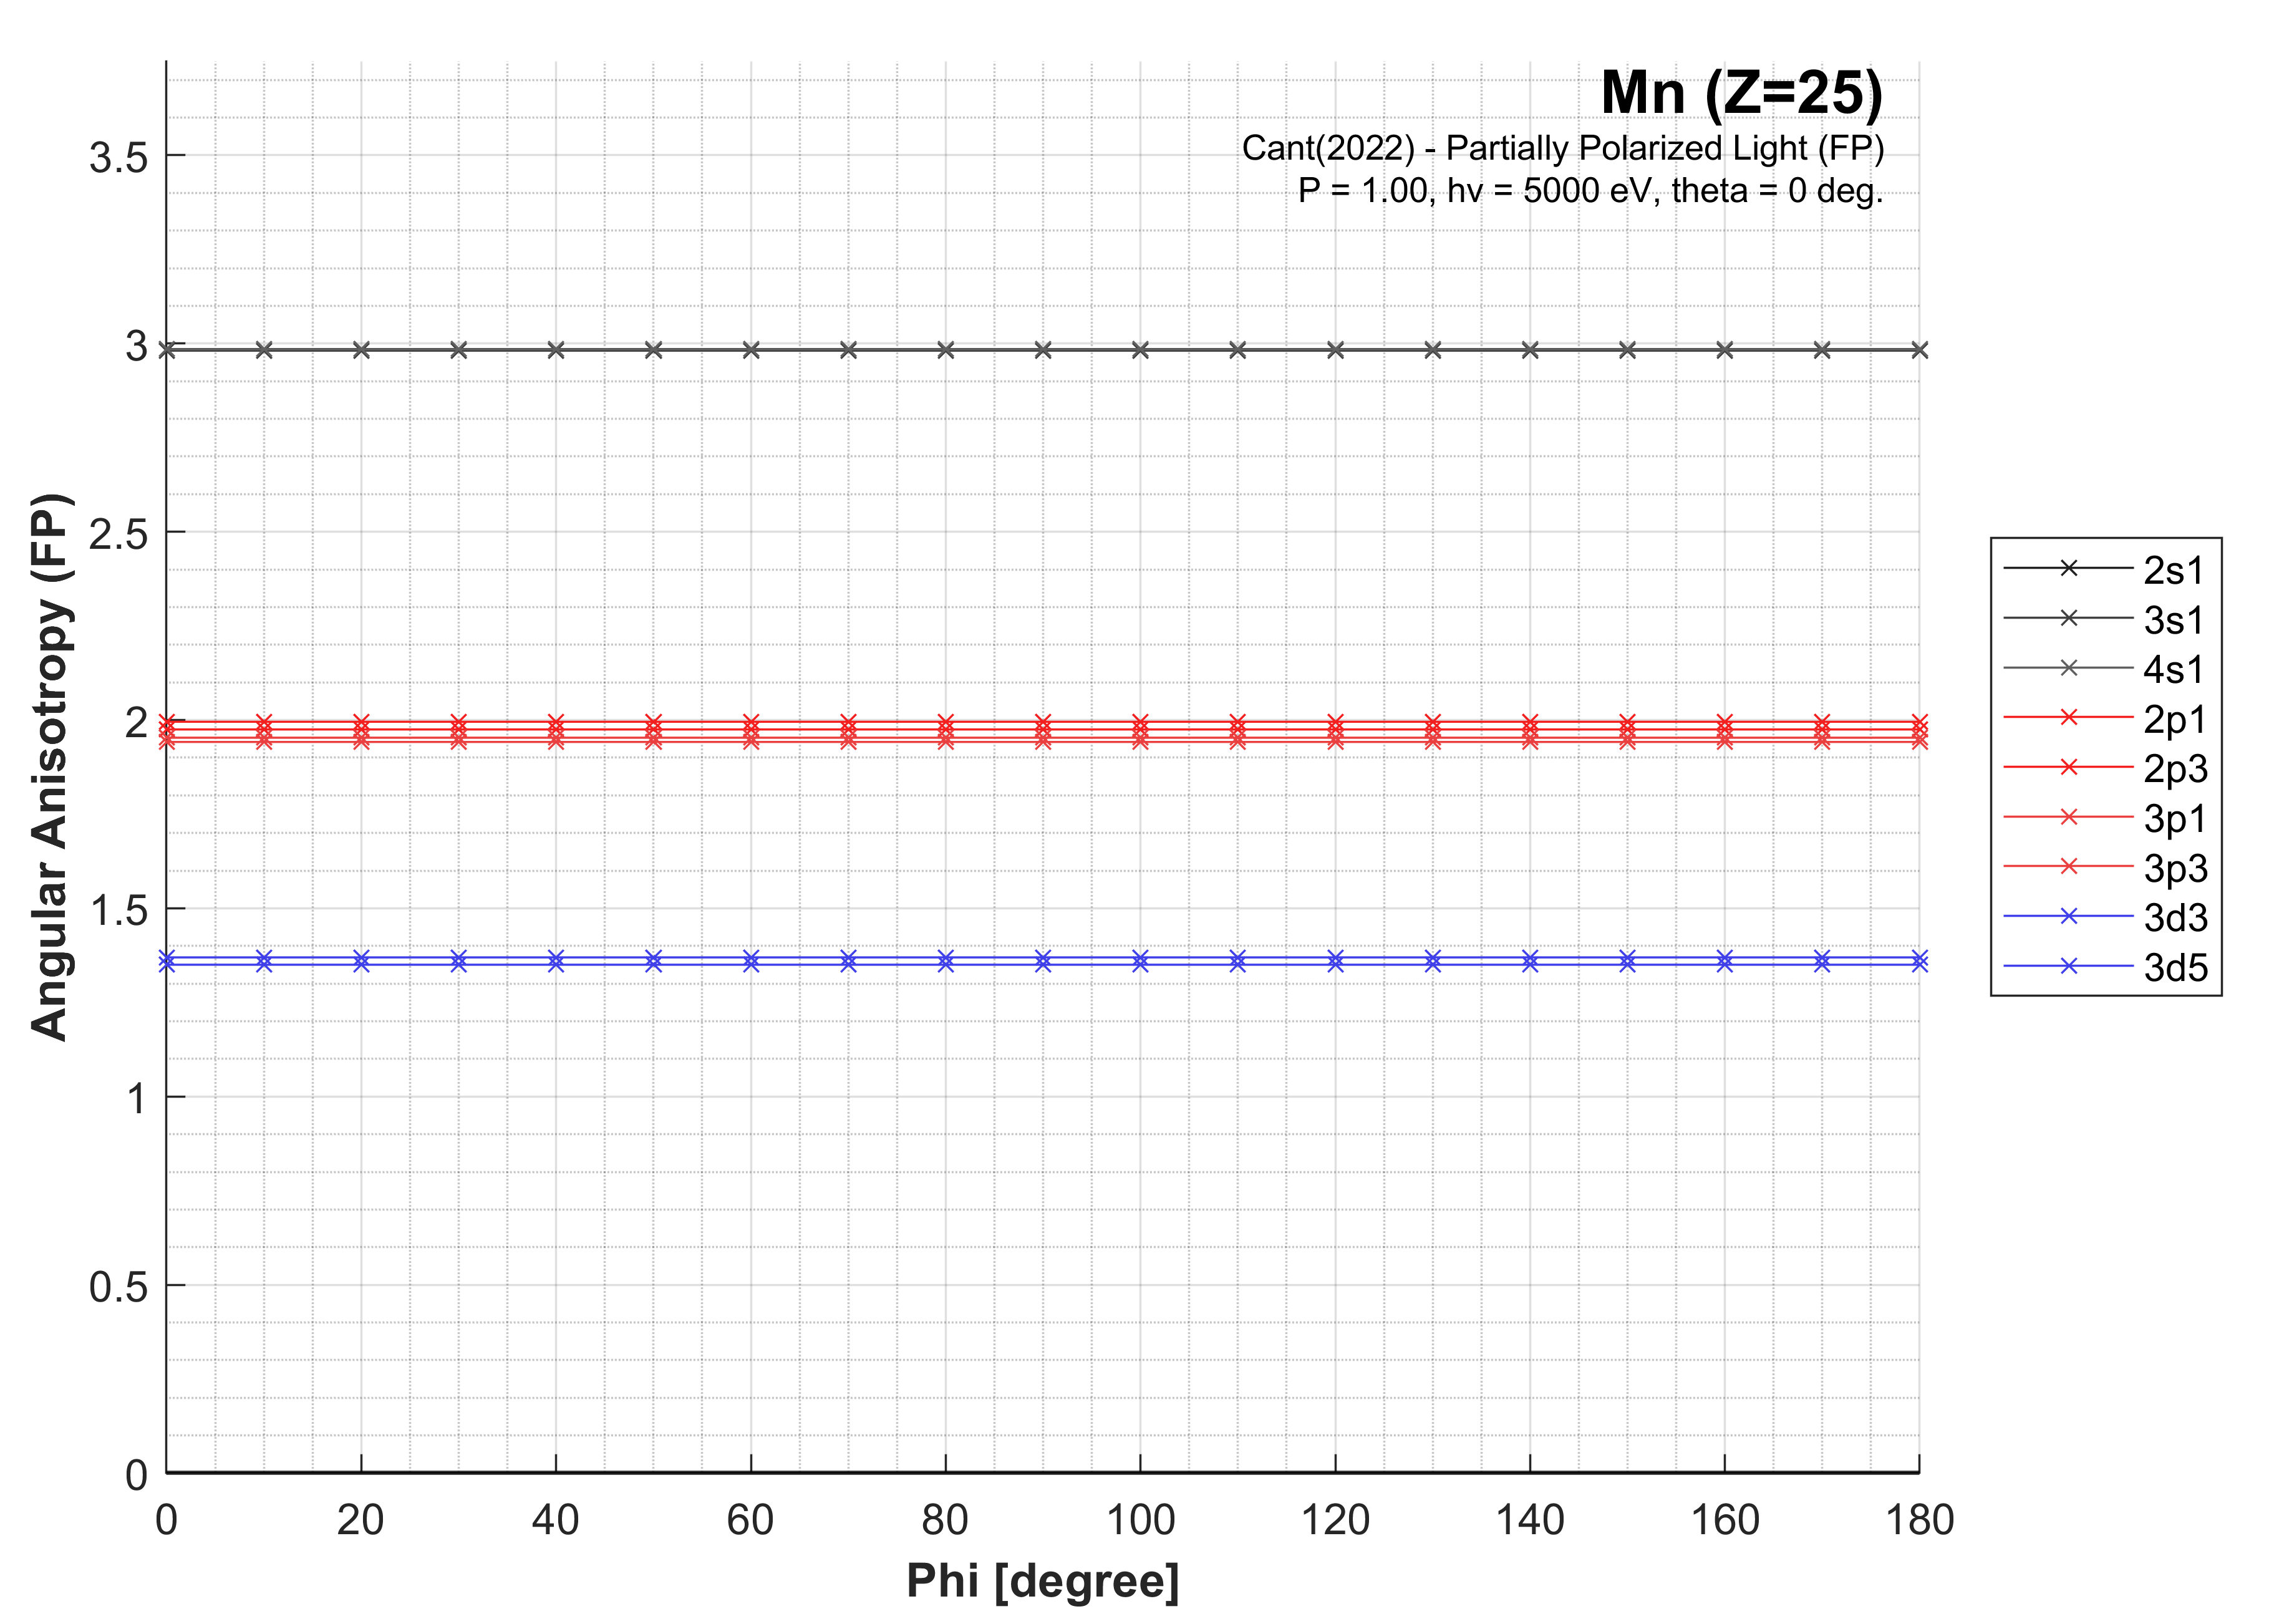 Mn (Z=25)
Cant(2022) - Partially Polarized Light (FP)
P = 1.00, hv = 5000 eV, theta = 0 deg.
Angular Anisotropy (FP)
3.5
3
2.5
2
1.5
1
0.5
0
0 20 40 60 80 100 120 140 160 180
Phi [degree]
2s1
3s1
4s1
2p1
2p3
3p1
3p3
3d3
3d5